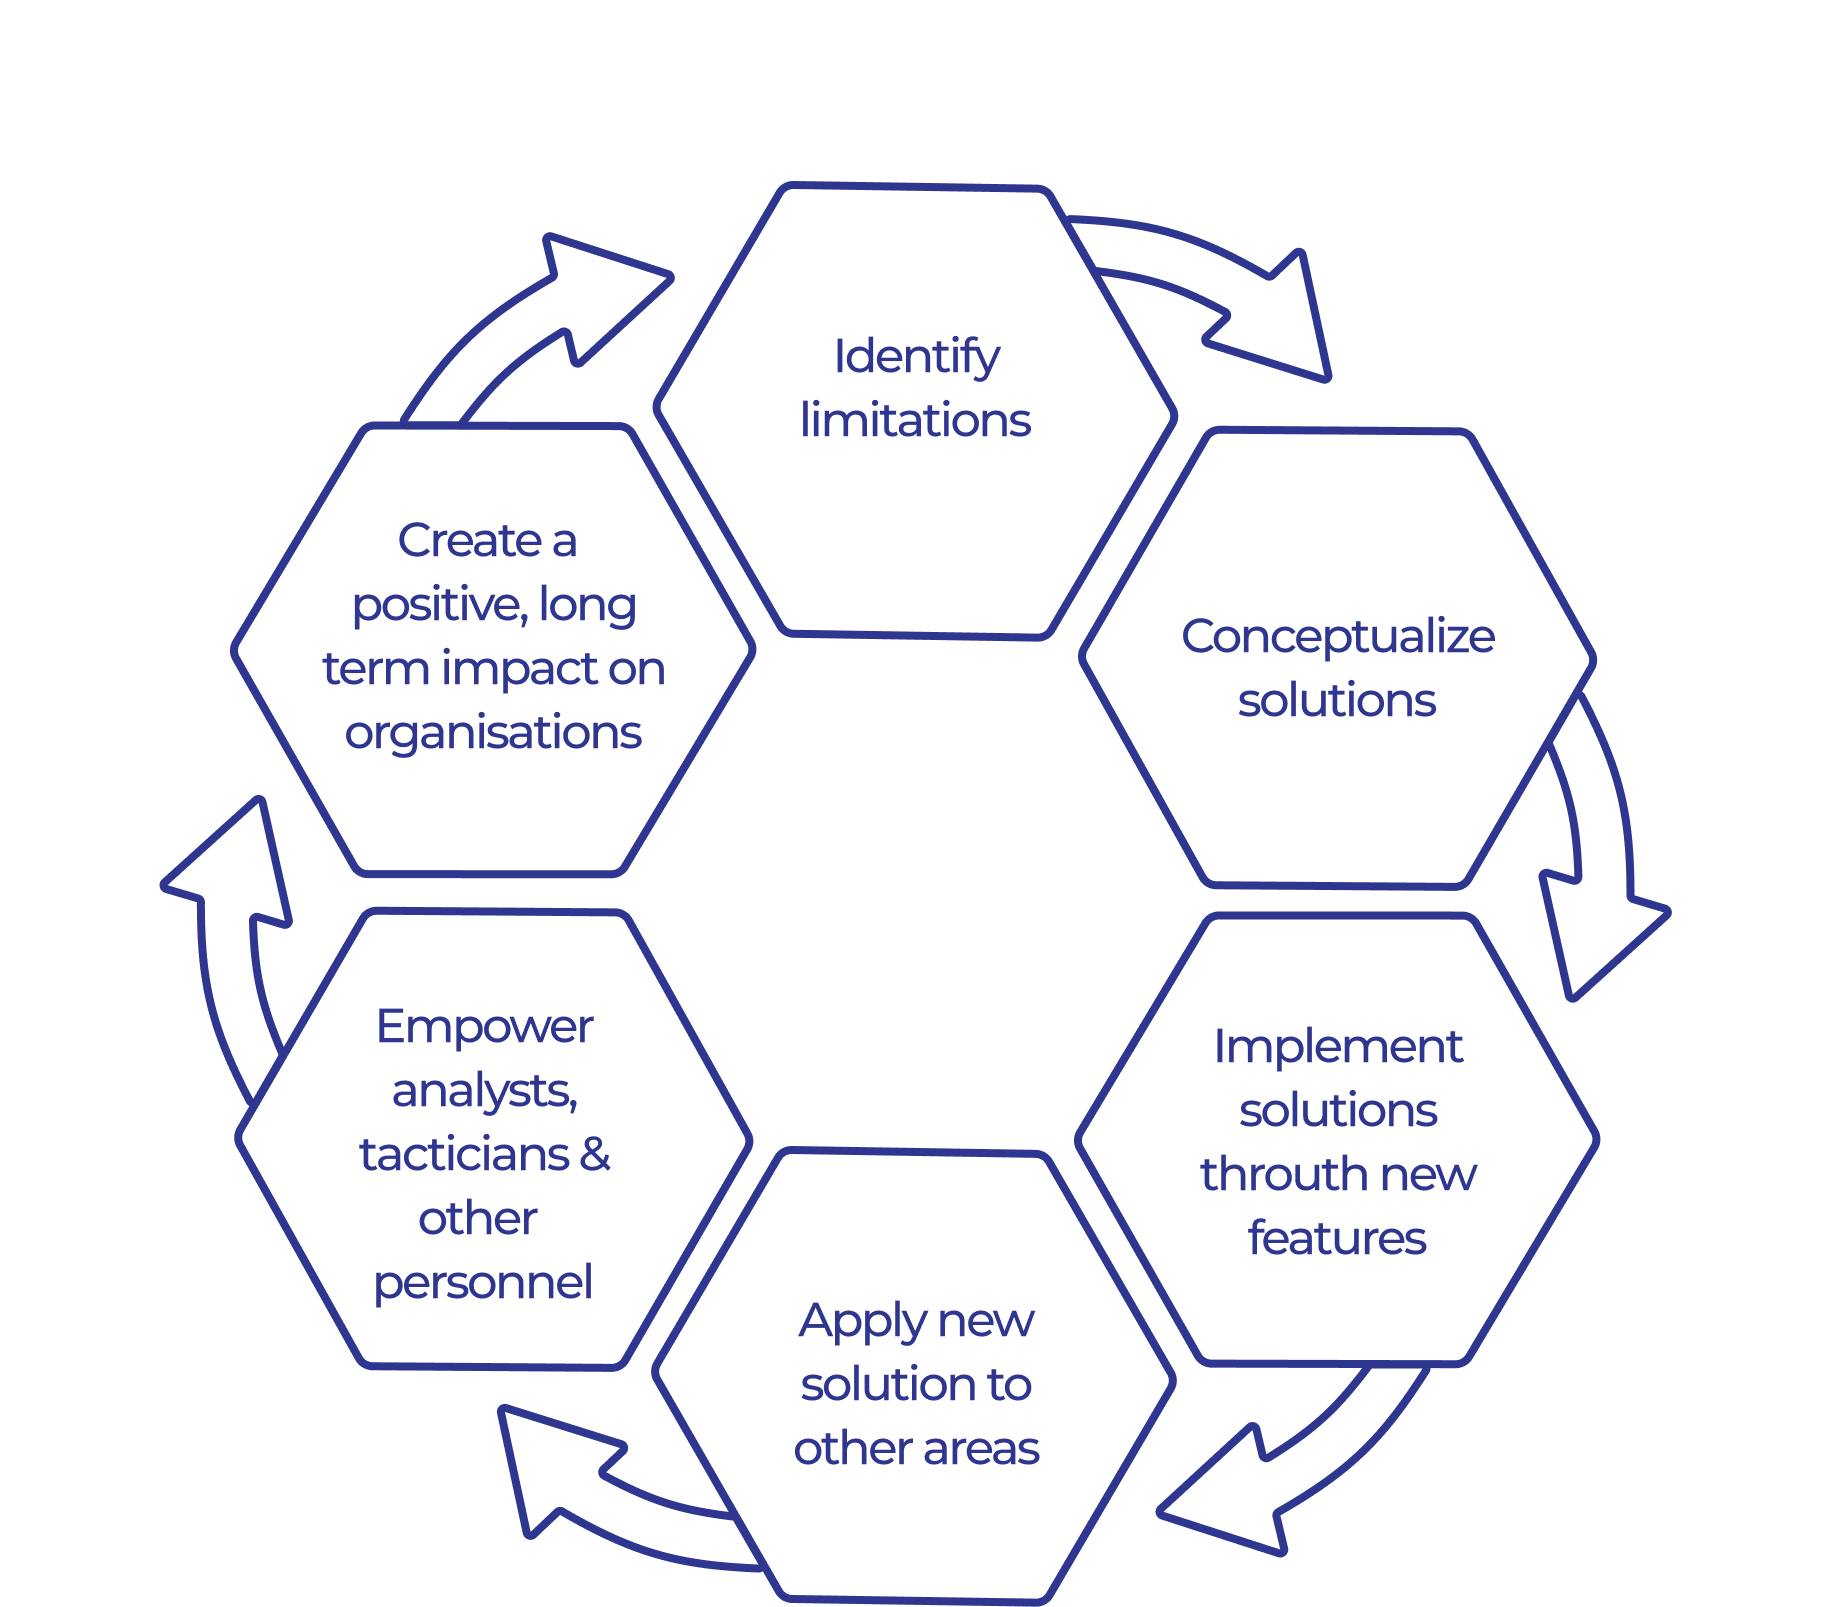 Identify
limitations
Conceptualize
solutions
Implement
solutions
throuth new
features
Apply new
solution to
other areas
Empower
analysts,
tacticians &
other
personnel
Create a
positive, long
term impact on
organisations